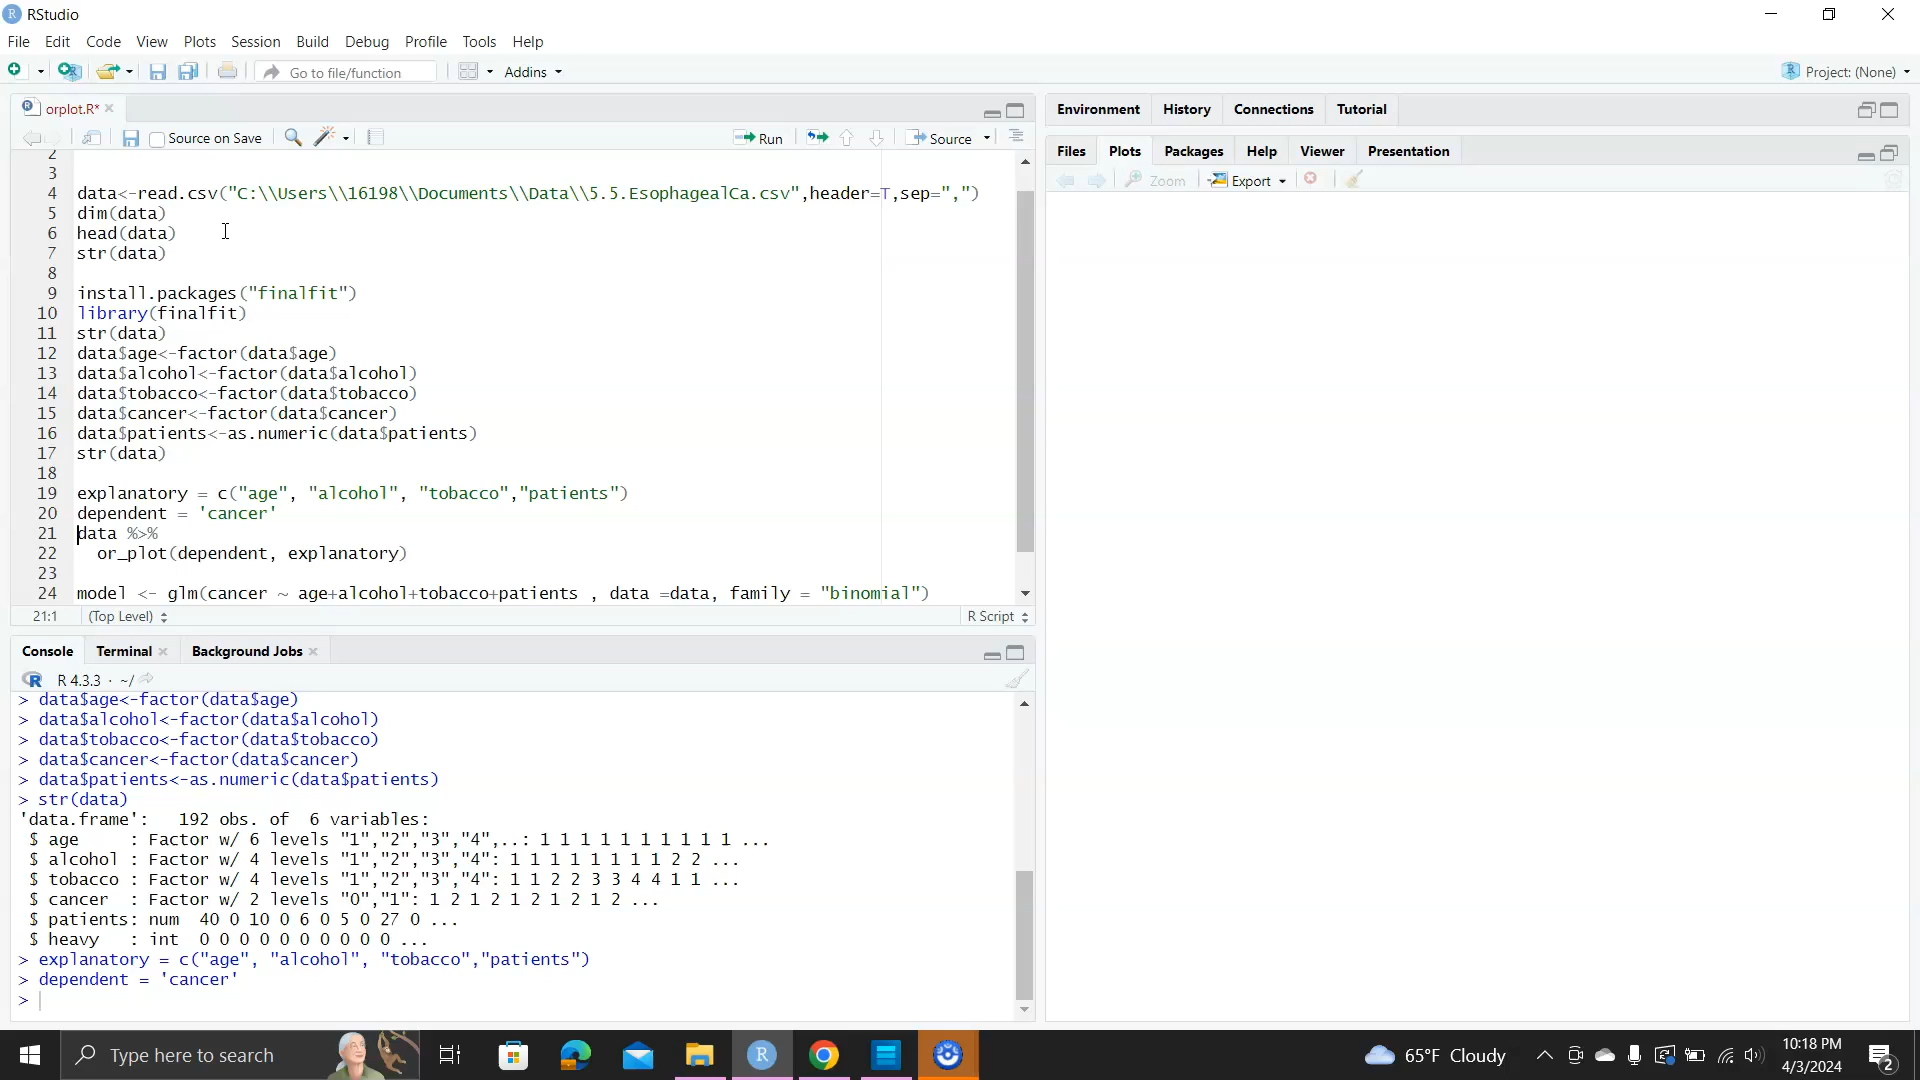 RStudio
File Edit Code View Plots Session Build Debug Profile Tools Help
Go to file/function Addins Project: (None)
orplot.R*
Source on Save Run Source
2
3
4 data<-read.csv("C:\\Users\\16198\\Documents\\Data\\5.5.EsophagealCa.csv",header=T,sep=",")
5 dim(data)
6 head(data)
7 str(data)
8
9 install.packages("finalfit")
10 library(finalfit)
11 str(data)
12 data$age<-factor(data$age)
13 data$alcohol<-factor(data$alcohol)
14 data$tobacco<-factor(data$tobacco)
15 data$cancer<-factor(data$cancer)
16 data$patients<-as.numeric(data$patients)
17 str(data)
18
19 explanatory = c("age", "alcohol", "tobacco","patients")
20 dependent = 'cancer'
21 data %>%
22 or_plot(dependent, explanatory)
23
24 model <- glm(cancer ~ age+alcohol+tobacco+patients , data =data, family = "binomial")
21:1 (Top Level) R Script
Console Terminal Background Jobs
R 4.3.3 · ~/
> data$age<-factor(data$age)
> data$alcohol<-factor(data$alcohol)
> data$tobacco<-factor(data$tobacco)
> data$cancer<-factor(data$cancer)
> data$patients<-as.numeric(data$patients)
> str(data)
'data.frame': 192 obs. of 6 variables:
$ age : Factor w/ 6 levels "1","2","3","4",..: 1 1 1 1 1 1 1 1 1 1 ...
$ alcohol : Factor w/ 4 levels "1","2","3","4": 1 1 1 1 1 1 1 1 2 2 ...
$ tobacco : Factor w/ 4 levels "1","2","3","4": 1 1 2 2 3 3 4 4 1 1 ...
$ cancer : Factor w/ 2 levels "0","1": 1 2 1 2 1 2 1 2 1 2 ...
$ patients: num 40 0 10 0 6 0 5 0 27 0 ...
$ heavy : int 0 0 0 0 0 0 0 0 0 0 ...
> explanatory = c("age", "alcohol", "tobacco","patients")
> dependent = 'cancer'
>
Environment History Connections Tutorial
Files Plots Packages Help Viewer Presentation
Zoom Export
Type here to search
65°F Cloudy
10:18 PM
4/3/2024
2